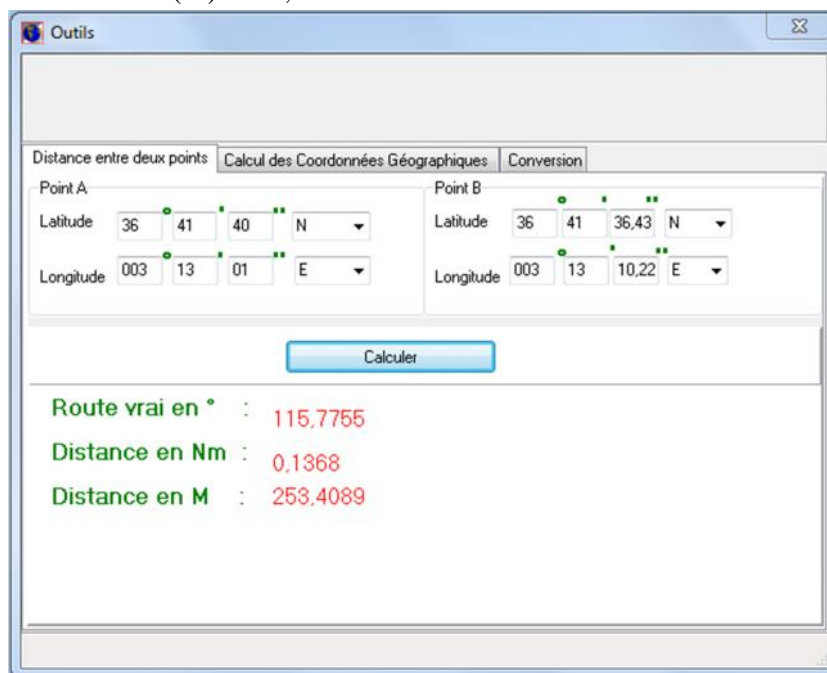 Outils
Distance entre deux points Calcul des Coordonnées Géographiques Conversion
Point A
Latitude 36 ° 41 ' 40 '' N
Longitude 003 ° 13 ' 01 '' E
Point B
Latitude 36 ° 41 ' 36,43 '' N
Longitude 003 ° 13 ' 10,22 '' E
Calculer
Route vrai en ° : 115,7755
Distance en Nm : 0,1368
Distance en M : 253,4089